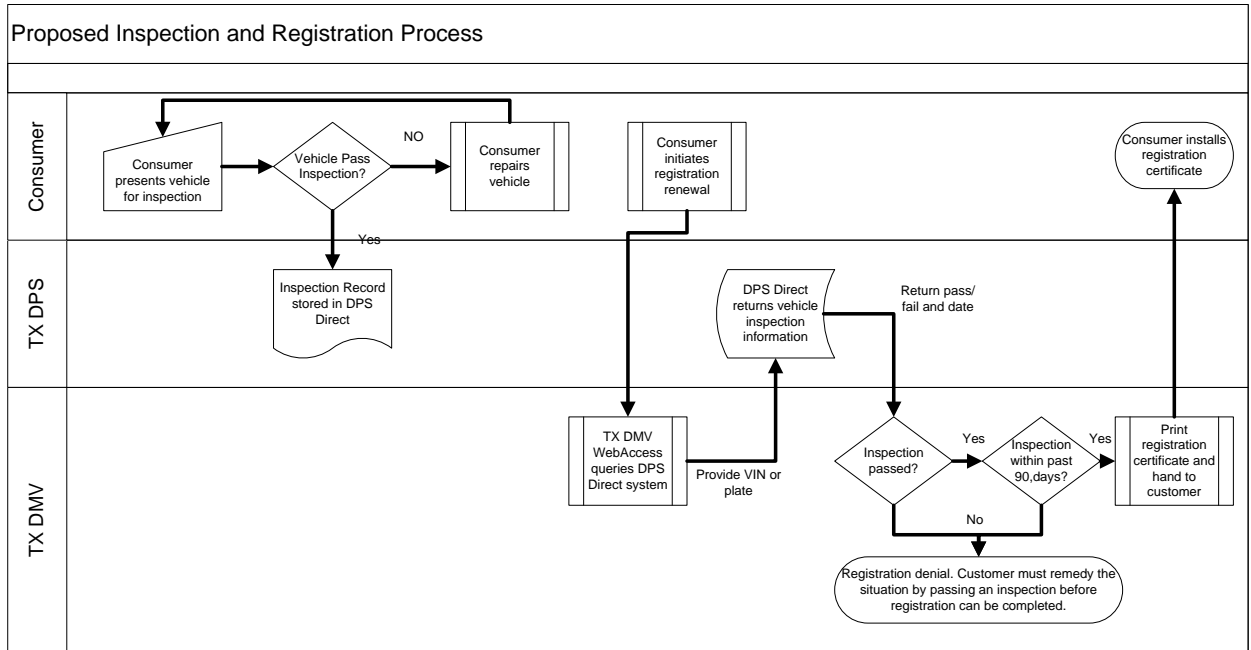 Proposed Inspection and Registration Process
Consumer
Consumer
presents vehicle
for inspection
Vehicle Pass
Inspection?
NO
Consumer
repairs
vehicle
Consumer
initiates
registration
renewal
Consumer installs
registration
certificate
Yes
TX DPS
Inspection Record
stored in DPS
Direct
DPS Direct
returns vehicle
inspection
information
Return pass/
fail and date
TX DMV
TX DMV
WebAccess
queries DPS
Direct system
Provide VIN or
plate
Inspection
passed?
Yes
Inspection
within past
90,days?
Yes
Print
registration
certificate and
hand to
customer
No
Registration denial. Customer must remedy the
situation by passing an inspection before
registration can be completed.